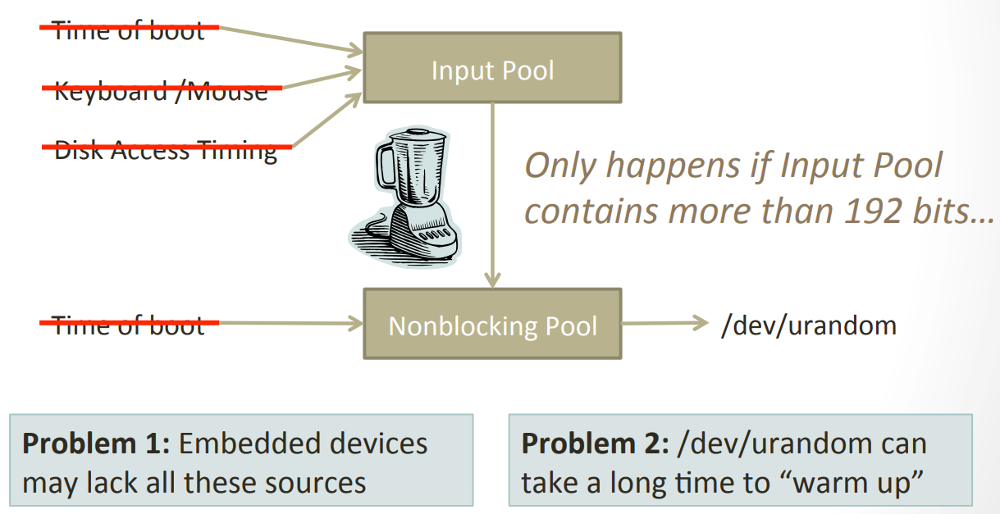 Time of boot
Keyboard /Mouse
Disk Access Timing
Input Pool
Only happens if Input Pool
contains more than 192 bits...
Time of boot
Nonblocking Pool
/dev/urandom
Problem 1: Embedded devices
may lack all these sources
Problem 2: /dev/urandom can
take a long time to “warm up”